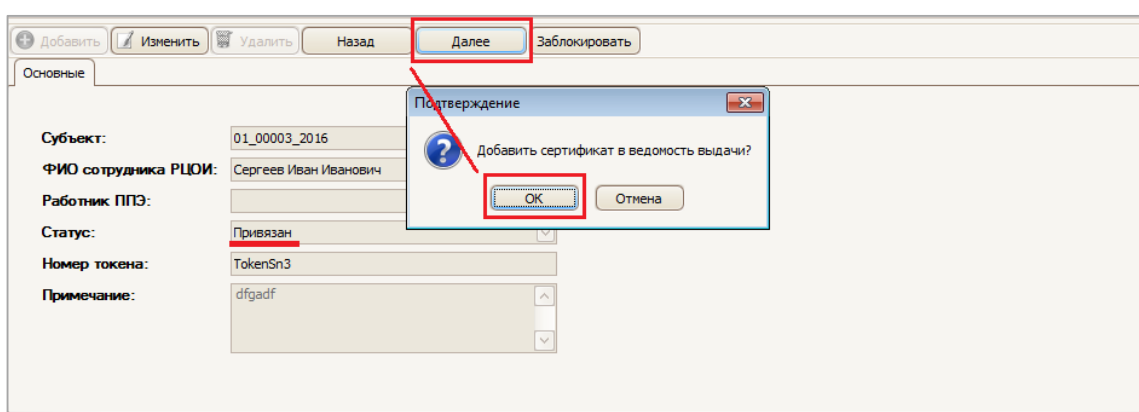 Добавить Изменить Удалить Назад Далее Заблокировать
Основные
Подтверждение
Добавить сертификат в ведомость выдачи?
OK Отмена
Субъект: 01_00003_2016
ФИО сотрудника РЦОИ: Сергеев Иван Иванович
Работник ППЭ:
Статус: Привязан
Номер токена: TokenSn3
Примечание: dfgadf